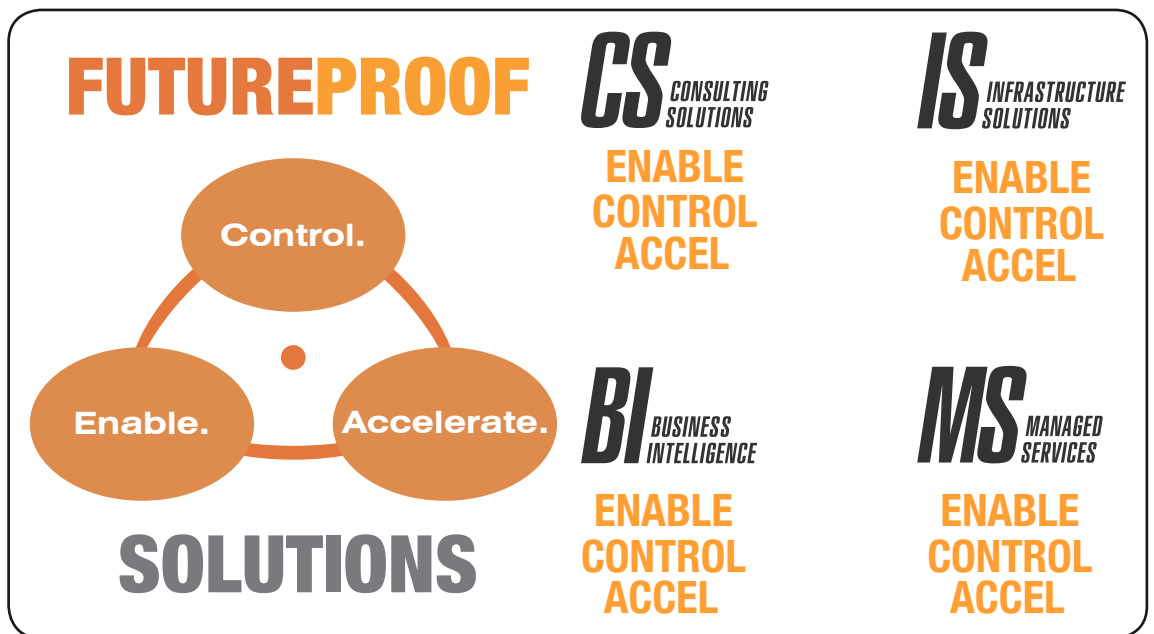 FUTUREPROOF
Control.
Enable.
Accelerate.
SOLUTIONS
CS CONSULTING
SOLUTIONS
ENABLE
CONTROL
ACCEL
IS INFRASTRUCTURE
SOLUTIONS
ENABLE
CONTROL
ACCEL
BI BUSINESS
INTELLIGENCE
ENABLE
CONTROL
ACCEL
MS MANAGED
SERVICES
ENABLE
CONTROL
ACCEL